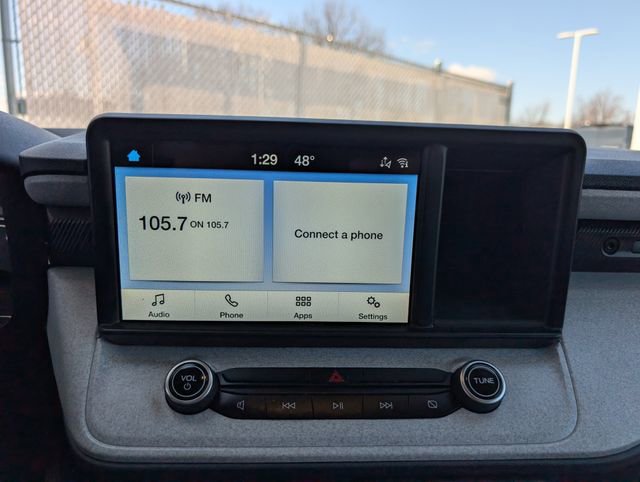 1:29 48°
FM
105.7 ON 105.7
Connect a phone
Audio Phone Apps Settings
VOL
TUNE